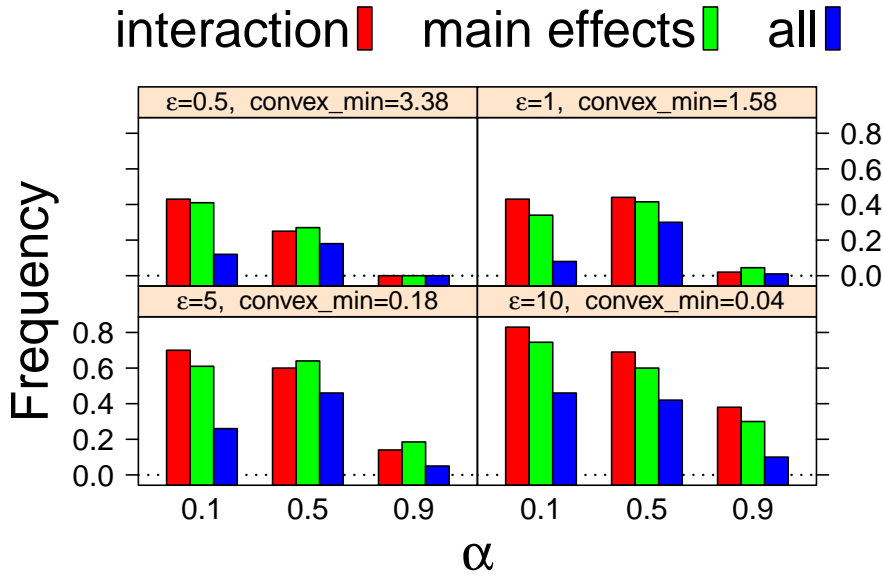 interaction main effects all
ε=0.5, convex_min=3.38
ε=1, convex_min=1.58
0.8
0.6
0.4
0.2
0.0
ε=5, convex_min=0.18
ε=10, convex_min=0.04
Frequency
0.8
0.6
0.4
0.2
0.0
0.1 0.5 0.9 0.1 0.5 0.9
α